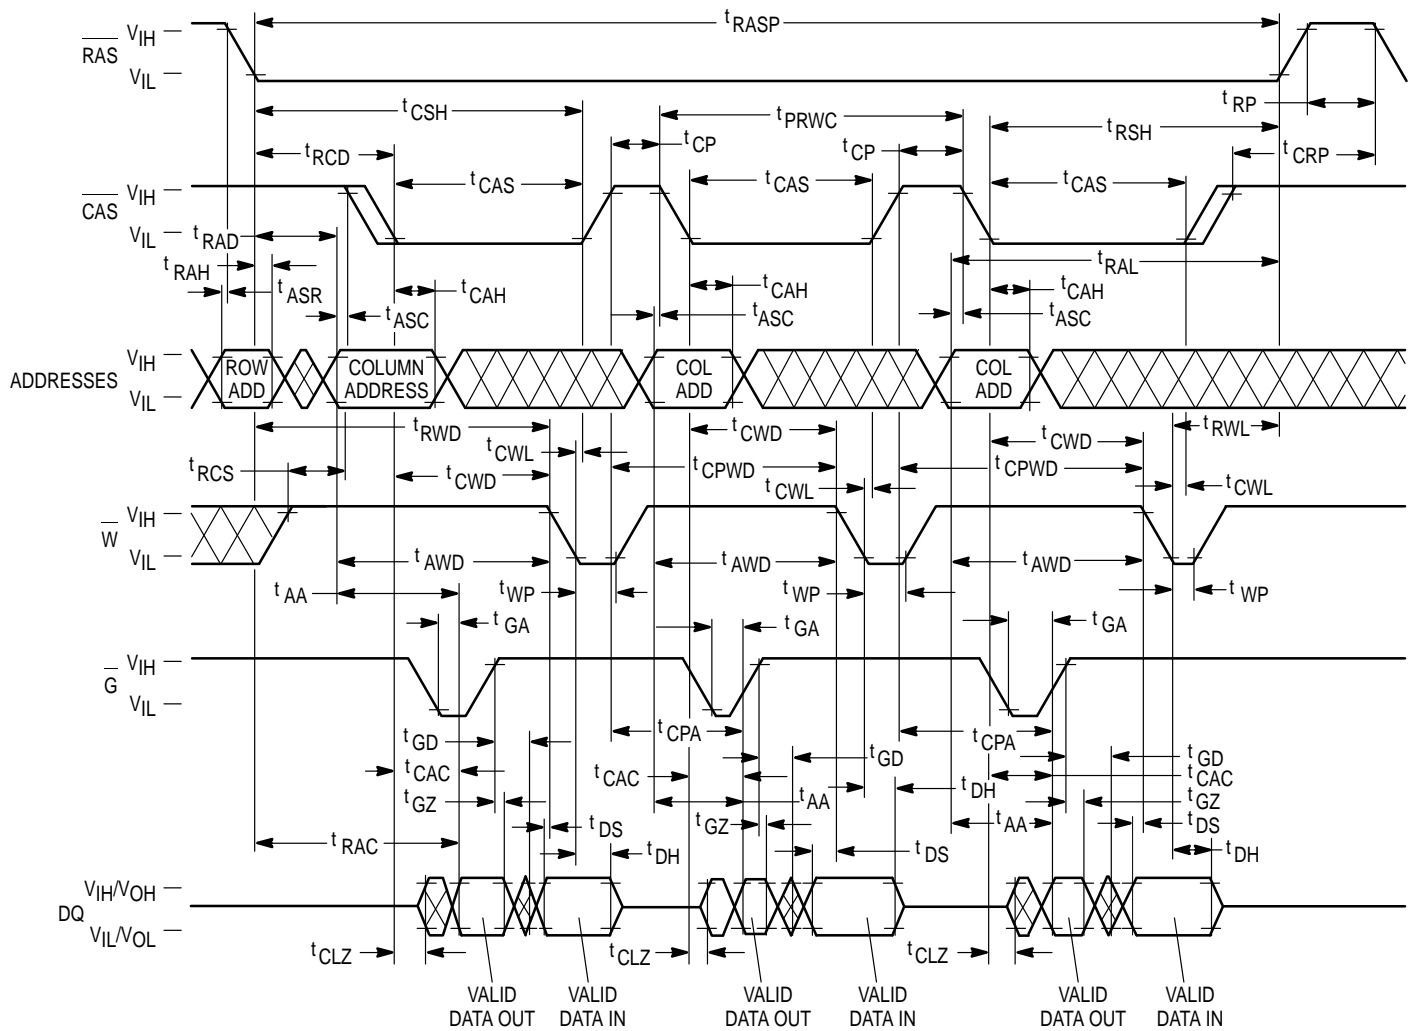 tRASP
RAS VIH
VIL
tRP
tCSH
tPRWC
tRSH
tCP
tCP
tRCD
tCRP
tCAS
tCAS
tCAS
CAS VIH
VIL
tRAD
tRAL
tRAH
tASR
tCAH
tCAH
tCAH
tASC
tASC
tASC
ADDRESSES VIH
VIL
ROW
ADD
COLUMN
ADDRESS
COL
ADD
COL
ADD
tRWD
tCWD
tRWL
tCWL
tCWD
tRCS
tCWD
tCPWD
tCPWD
tCWL
tCWL
W VIH
VIL
tAWD
tAWD
tAWD
tAA
tWP
tWP
tWP
tGA
tGA
tGA
G VIH
VIL
tCPA
tCPA
tGD
tGD
tGD
tCAC
tCAC
tCAC
tDH
tGZ
tAA
tGZ
tGZ
tAA
tDS
tDS
tRAC
tDH
tDS
tDH
VIH/VOH
DQ
VIL/VOL
tCLZ
tCLZ
tCLZ
VALID
DATA OUT
VALID
DATA IN
VALID
DATA OUT
VALID
DATA IN
VALID
DATA OUT
VALID
DATA IN